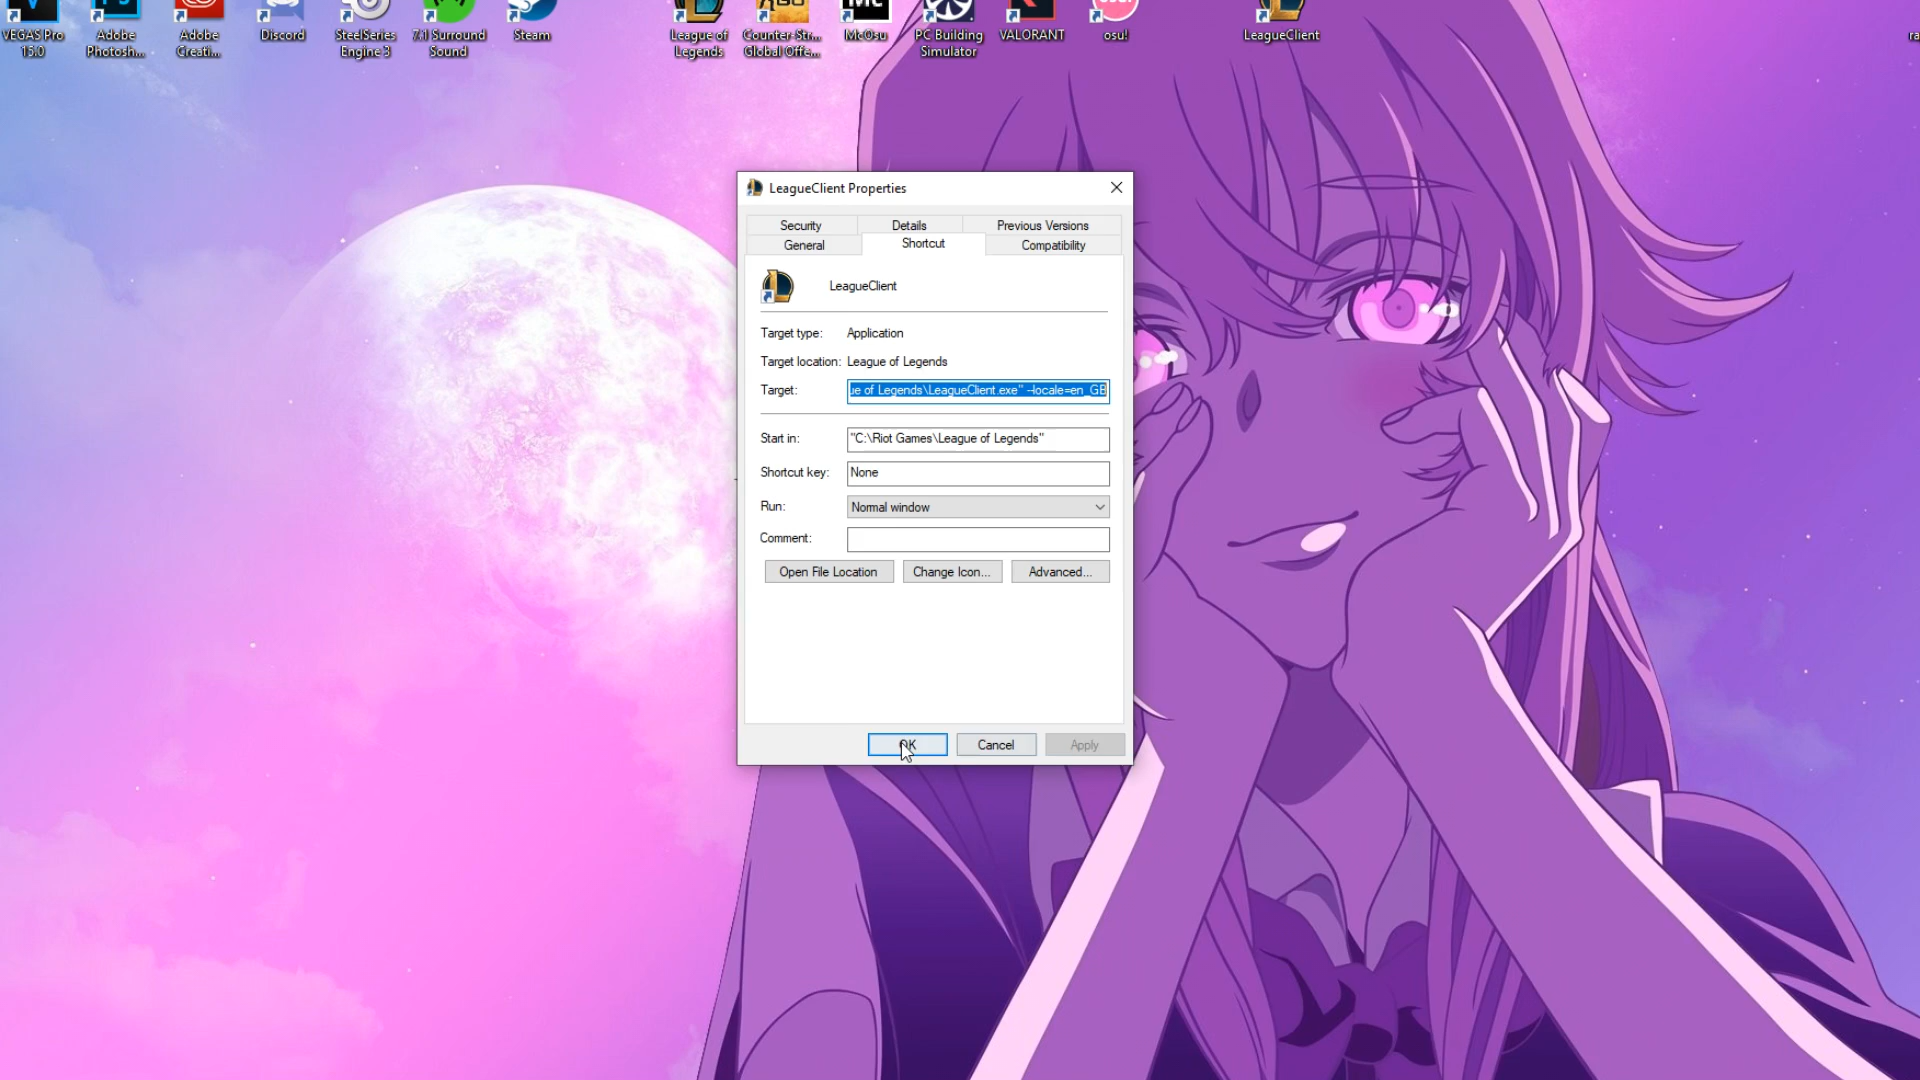 VEGAS Pro
15.0
Adobe
Photosh...
Adobe
Creati...
Discord
SteelSeries
Engine 3
7.1 Surround
Sound
Steam
League of
Legends
Counter-Str...
Global Offe...
McOsu
PC Building
Simulator
VALORANT
osu!
LeagueClient
LeagueClient Properties
Security
Details
Previous Versions
General
Shortcut
Compatibility
LeagueClient
Target type: Application
Target location: League of Legends
Target: ue of Legends\LeagueClient.exe" --locale=en_GB
Start in: "C:\Riot Games\League of Legends"
Shortcut key: None
Run: Normal window
Comment:
Open File Location
Change Icon...
Advanced...
OK
Cancel
Apply